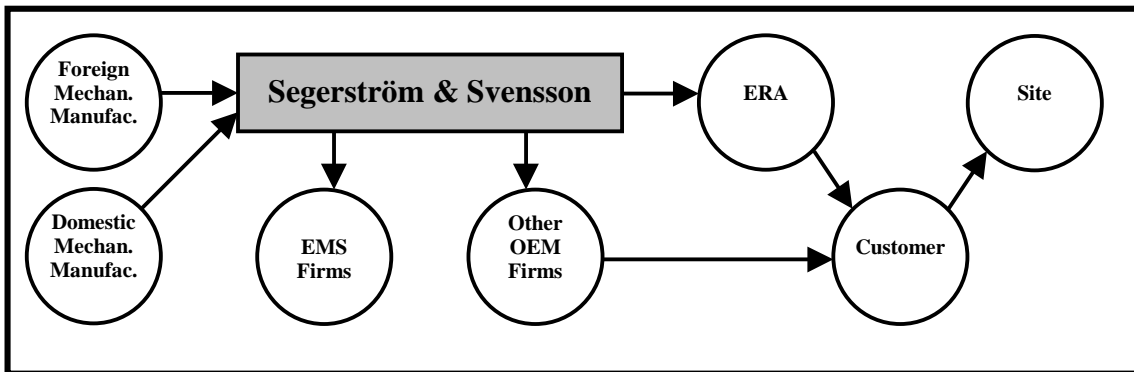 Foreign
Mechan.
Manufac.
Segerström & Svensson
ERA
Site
Domestic
Mechan.
Manufac.
EMS
Firms
Other
OEM
Firms
Customer